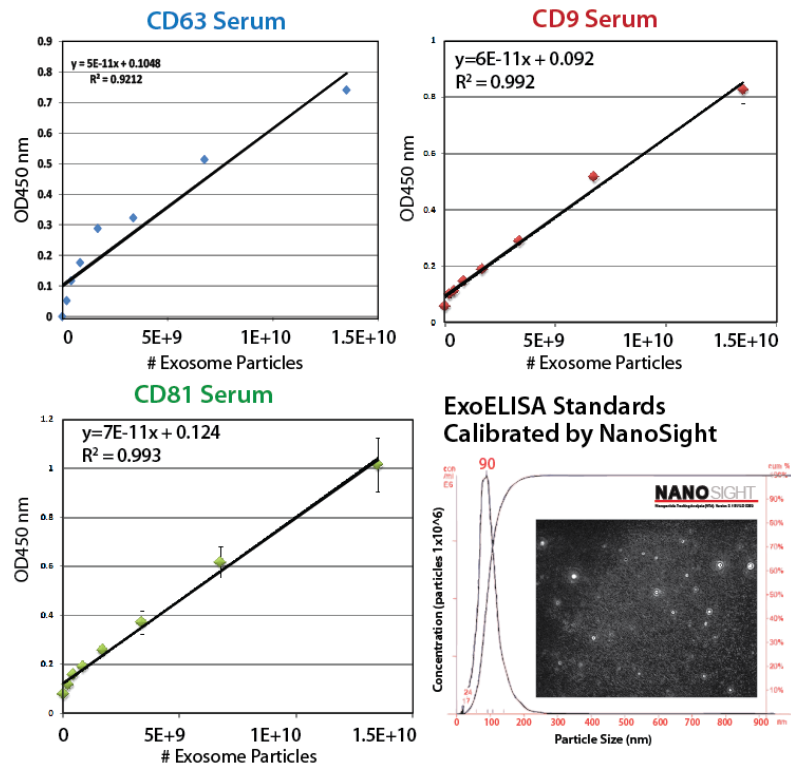 CD63 Serum
y = 5E-11x + 0.1048
R² = 0.9212
OD450 nm
0.9
0.8
0.7
0.6
0.5
0.4
0.3
0.2
0.1
0
0
5E+9
1E+10
1.5E+10
# Exosome Particles
CD9 Serum
y=6E-11x + 0.092
R² = 0.992
OD450 nm
1
0.8
0.6
0.4
0.2
0
0
5E+9
1E+10
1.5E+10
# Exosome Particles
CD81 Serum
y=7E-11x + 0.124
R² = 0.993
OD450 nm
1.2
1
0.8
0.6
0.4
0.2
0
0
5E+9
1E+10
1.5E+10
# Exosome Particles
ExoELISA Standards
Calibrated by NanoSight
90
NANOSIGHT
Concentration (particles 1x10^6)
num %
100%
90%
80%
70%
60%
50%
40%
30%
20%
10%
24
17
0
100
200
300
400
500
600
700
800
900
nm
Particle Size (nm)